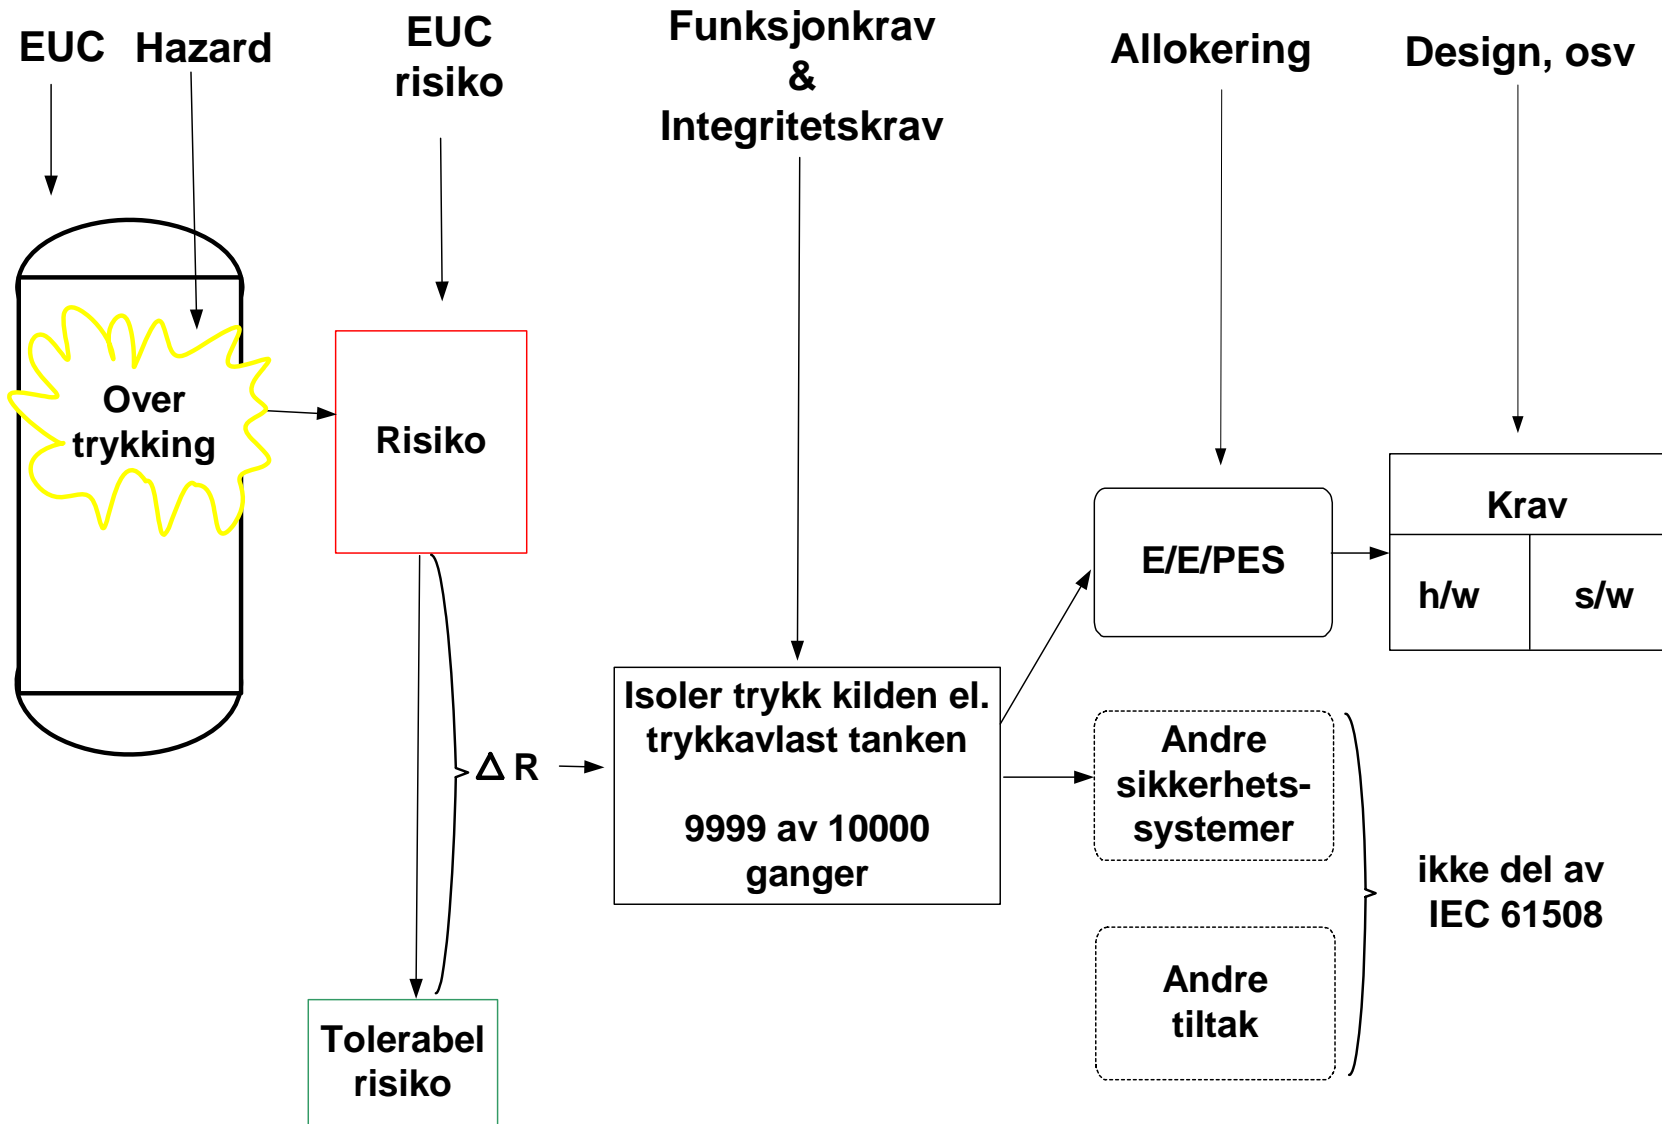 EUC
Hazard
EUC
risiko
Funksjonkrav
&
Integritetskrav
Allokering
Design, osv
Over
trykking
Risiko
Tolerabel
risiko
Δ R
Isoler trykk kilden el.
trykkavlast tanken
9999 av 10000
ganger
E/E/PES
Andre
sikkerhets-
systemer
Andre
tiltak
Krav
h/w
s/w
ikke del av
IEC 61508